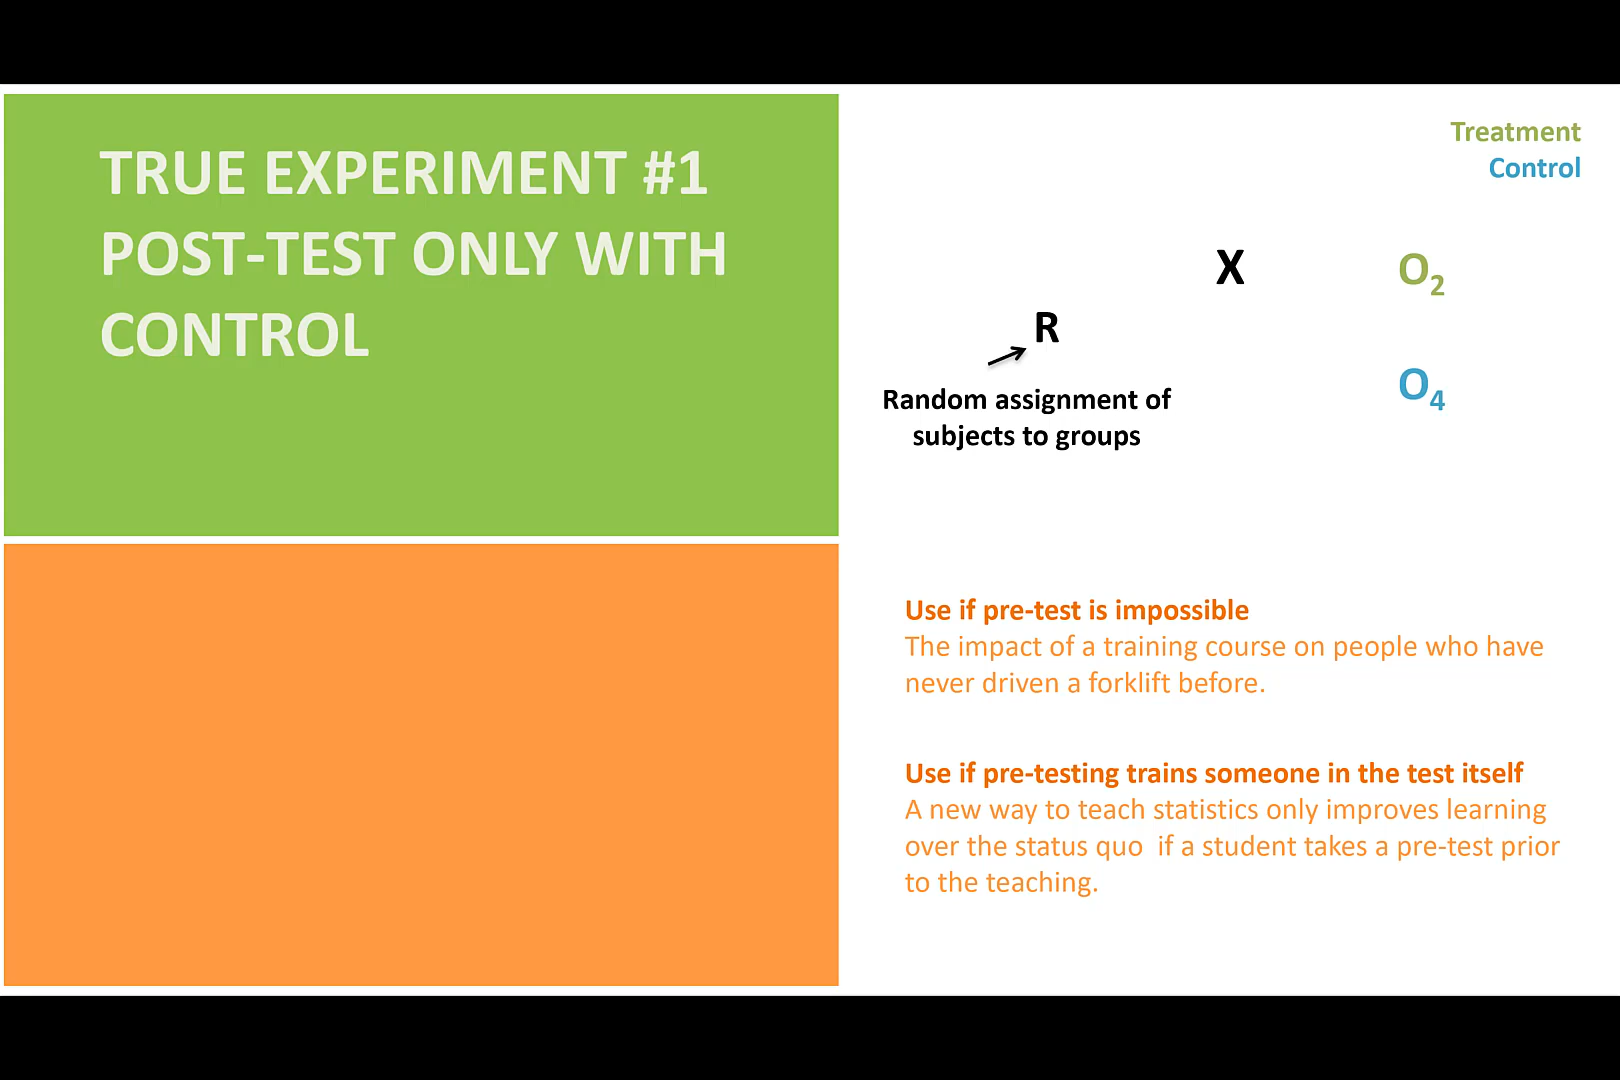 TRUE EXPERIMENT #1
POST-TEST ONLY WITH
CONTROL
Treatment
Control
X
O2
R
O4
Random assignment of
subjects to groups
Use if pre-test is impossible
The impact of a training course on people who have
never driven a forklift before.
Use if pre-testing trains someone in the test itself
A new way to teach statistics only improves learning
over the status quo  if a student takes a pre-test prior
to the teaching.